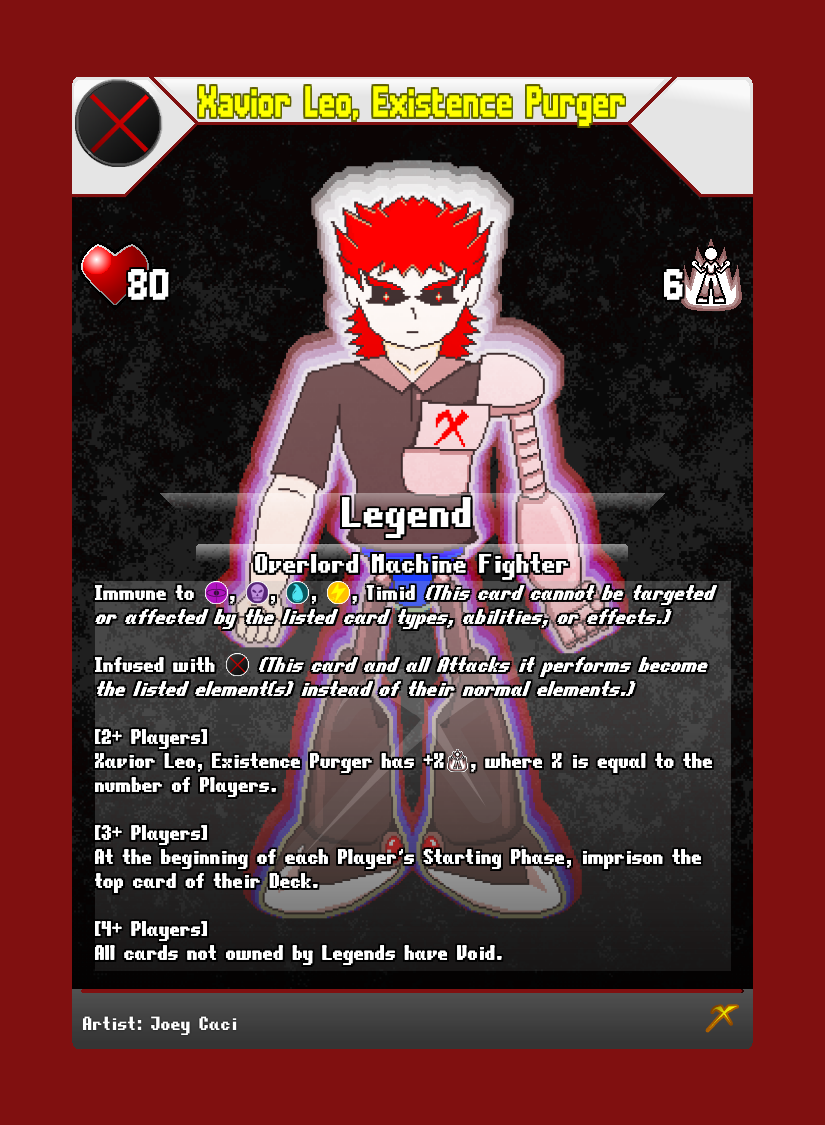 Xavior Leo, Existence Purger
80
6
Legend
Overlord Machine Fighter
Immune to , , , , Timid (This card cannot be targeted
or affected by the listed card types, abilities, or effects.)
Infused with (This card and all Attacks it performs become
the listed element(s) instead of their normal elements.)
[2+ Players]
Xavior Leo, Existence Purger has +X , where X is equal to the
number of Players.
[3+ Players]
At the beginning of each Player's Starting Phase, imprison the
top card of their Deck.
[4+ Players]
All cards not owned by Legends have Void.
Artist: Joey Caci